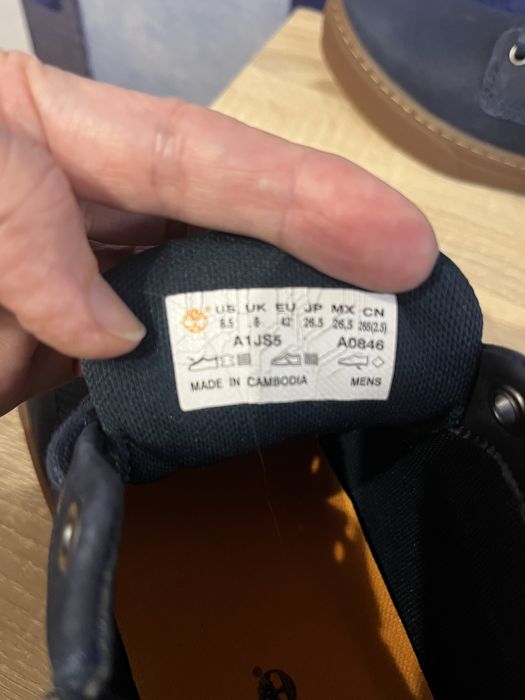 US UK EU JP MX CN
8.5 8 42 26.5 26.5 265(2.5)
A1JS5 A0846
MADE IN CAMBODIA MENS